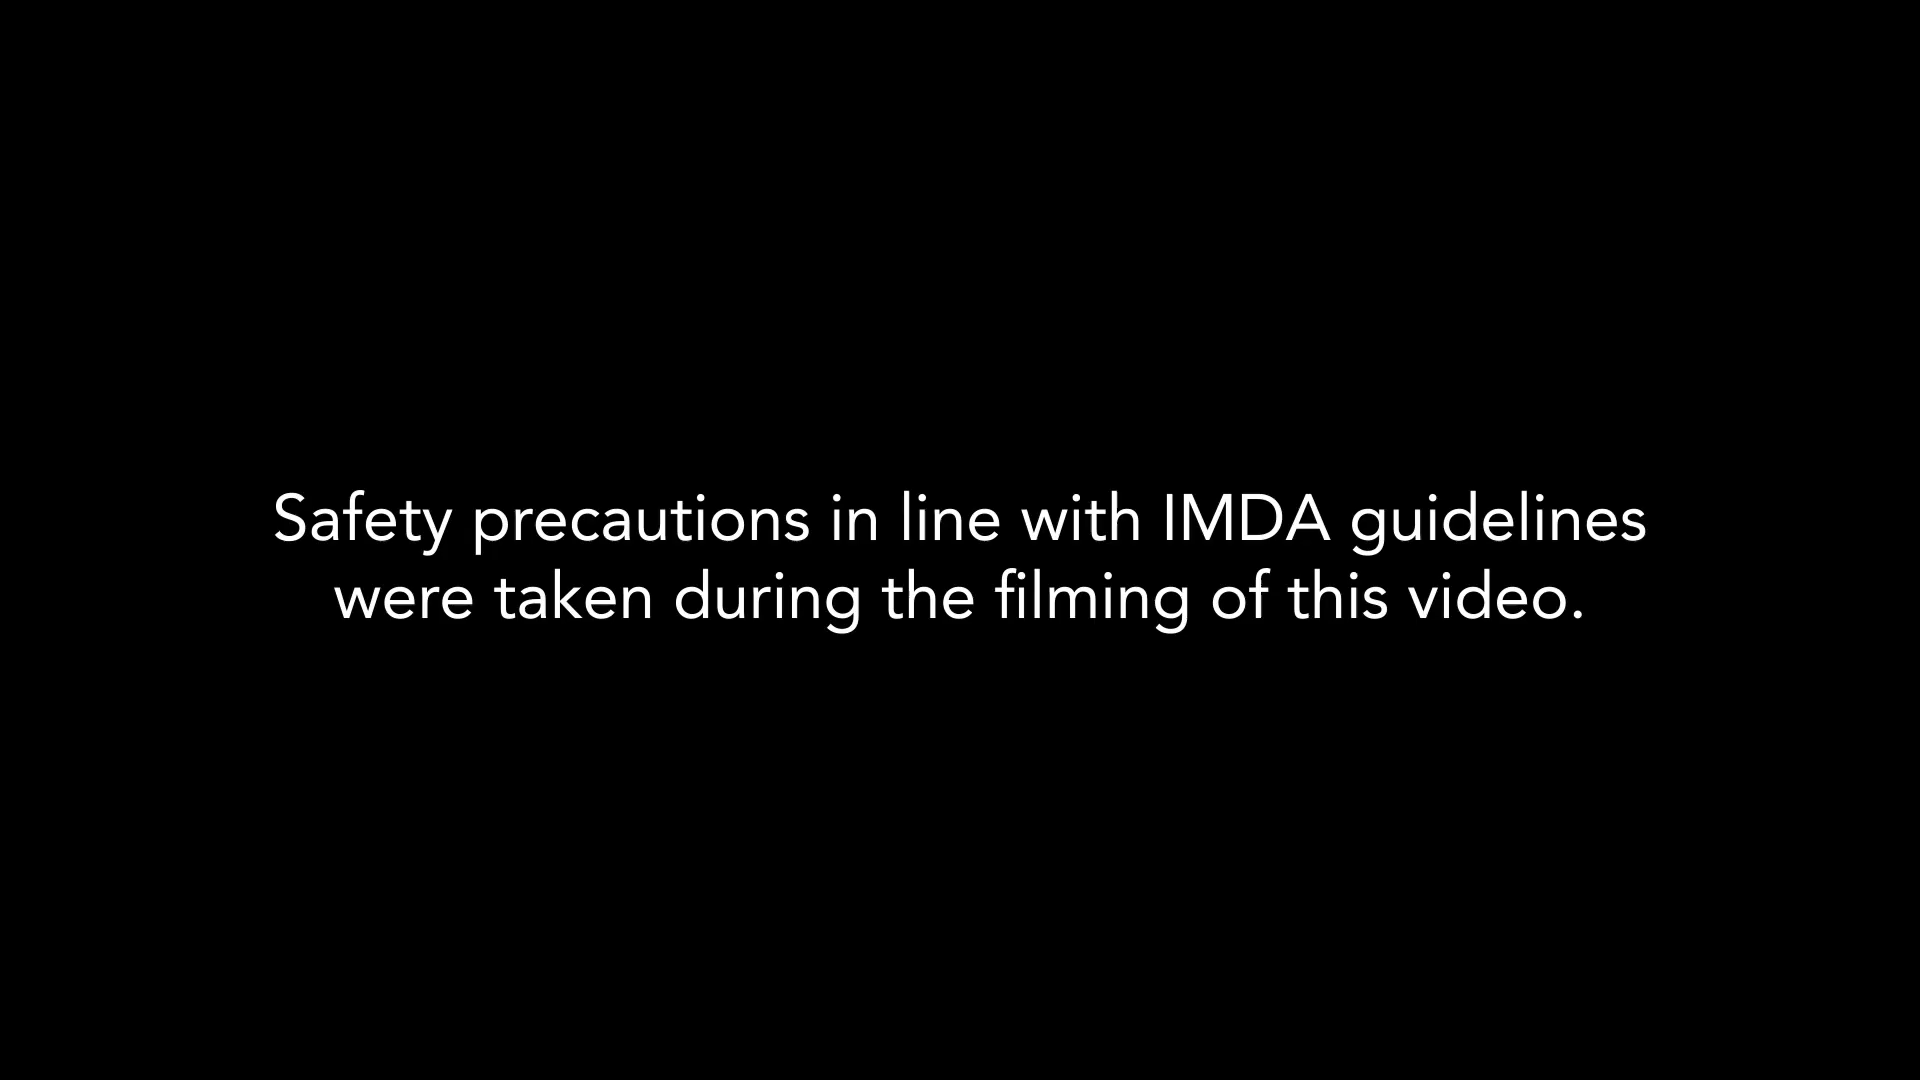 Safety precautions in line with IMDA guidelines
were taken during the filming of this video.